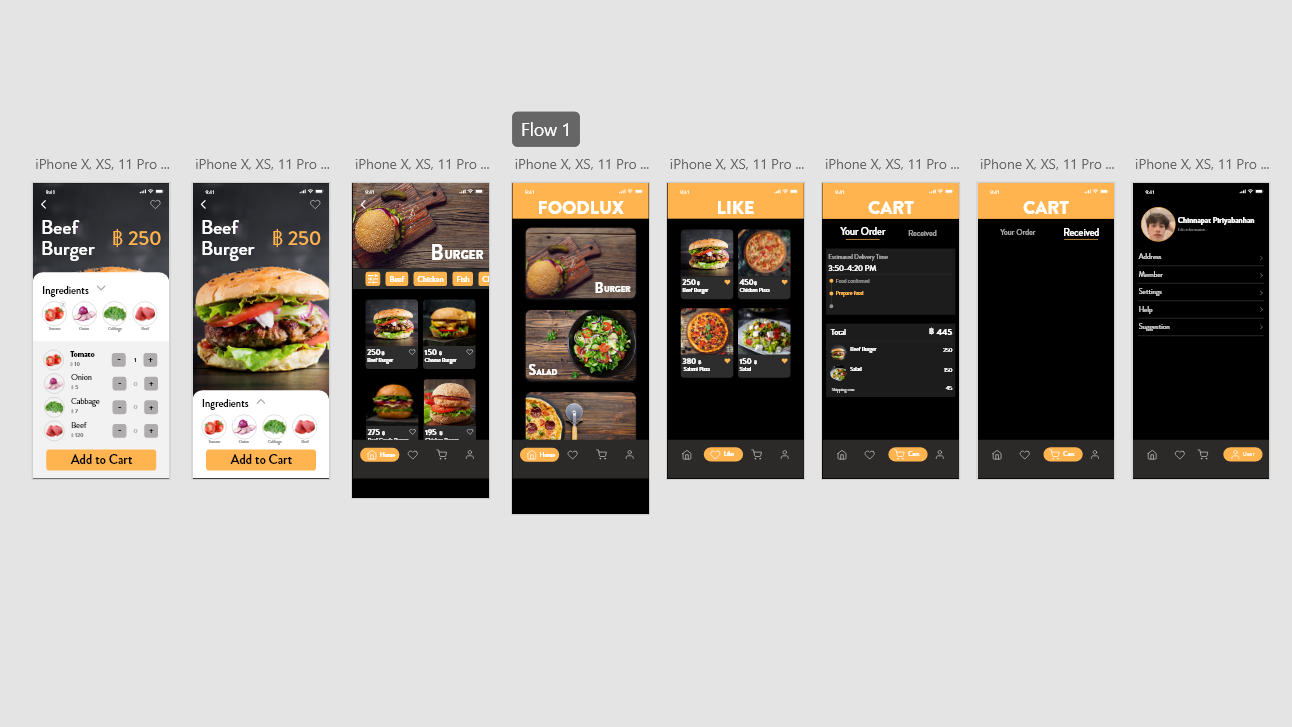 Flow 1
iPhone X, XS, 11 Pro ...
9:41
Beef
Burger
฿ 250
Ingredients
Tomato
Onion
Cabbage
Beef
Tomato
฿ 10
- 1 +
Onion
฿ 5
- 0 +
Cabbage
฿ 7
- 0 +
Beef
฿ 120
- 0 +
Add to Cart
iPhone X, XS, 11 Pro ...
9:41
Beef
Burger
฿ 250
Ingredients
Tomato
Onion
Cabbage
Beef
Add to Cart
iPhone X, XS, 11 Pro ...
9:41
BURGER
Beef
Chicken
Fish
250 ฿
Beef Burger
150 ฿
Cheese Burger
275 ฿
195 ฿
Home
iPhone X, XS, 11 Pro ...
9:41
FOODLUX
BURGER
SALAD
Home
iPhone X, XS, 11 Pro ...
9:41
LIKE
250 ฿
Beef Burger
450 ฿
Chicken Pizza
380 ฿
Salami Pizza
150 ฿
Salad
Like
iPhone X, XS, 11 Pro ...
9:41
CART
Your Order
Received
Estimated Delivery Time
3:50-4:20 PM
Food confirmed
Prepare food
Total
฿ 445
Beef Burger
250
Salad
150
Shipping cost
45
Cart
iPhone X, XS, 11 Pro ...
9:41
CART
Your Order
Received
Cart
iPhone X, XS, 11 Pro ...
9:41
Chinnapat Piriyabanhan
Address
Member
Settings
Help
Suggestion
User